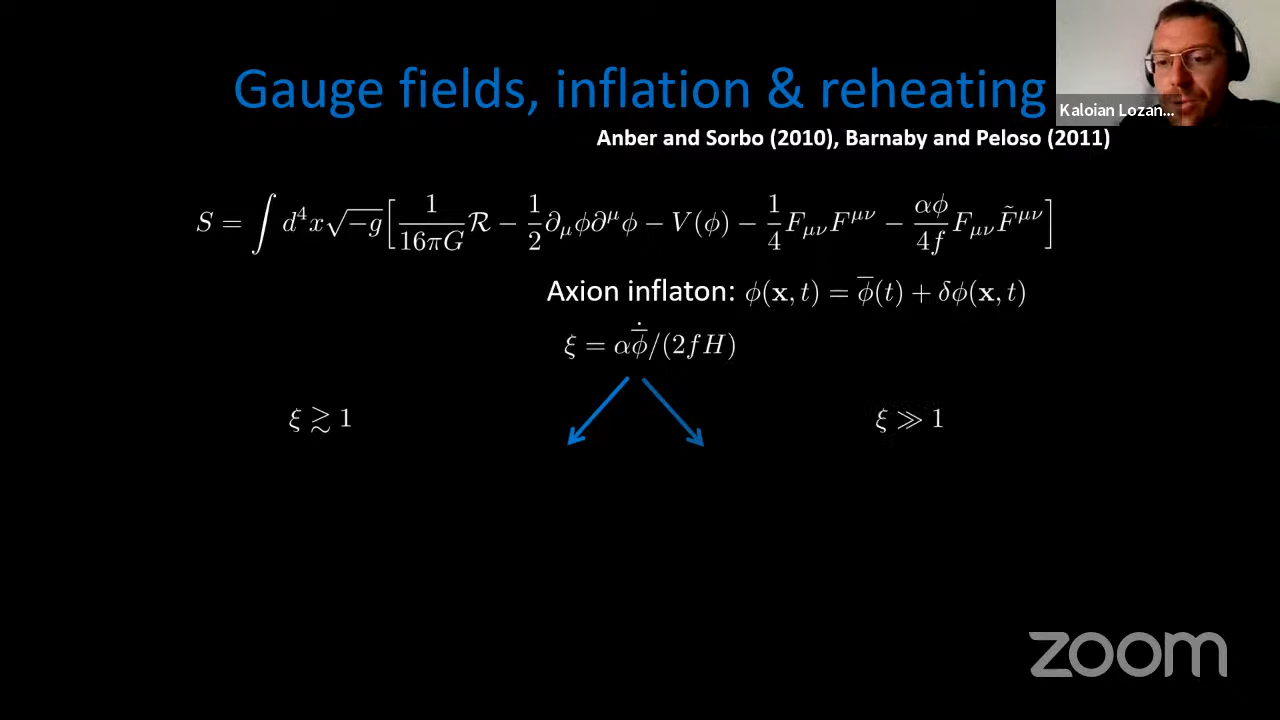 Gauge fields, inflation & reheating
Kaloian Lozan...
Anber and Sorbo (2010), Barnaby and Peloso (2011)
S = ∫ d⁴x√−g[1/16πG ℛ − 1/2 ∂_μϕ∂^μϕ − V(ϕ) − 1/4 F_μν F^μν − αϕ/4f F_μν F̃^μν]
Axion inflaton: ϕ(x, t) = ϕ̅(t) + δϕ(x, t)
ξ = αϕ̅̇/(2fH)
ξ ≳ 1 ξ ≫ 1
zoom